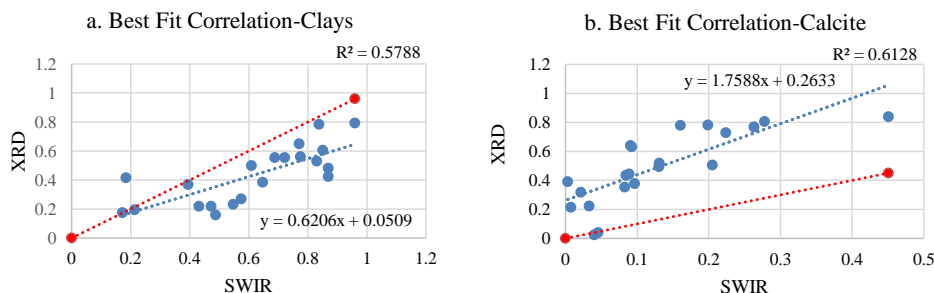 a. Best Fit Correlation-Clays
R² = 0.5788
1.2
1
0.8
0.6
0.4
0.2
0
XRD
y = 0.6206x + 0.0509
0 0.2 0.4 0.6 0.8 1 1.2
SWIR
b. Best Fit Correlation-Calcite
R² = 0.6128
1.2
1
0.8
0.6
0.4
0.2
0
XRD
y = 1.7588x + 0.2633
0 0.1 0.2 0.3 0.4 0.5
SWIR